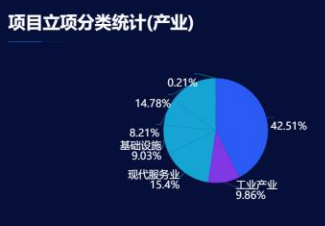 项目立项分类统计(产业)
0.21%
14.78%
42.51%
8.21%
基础设施
9.03%
现代服务业
15.4%
工业产业
9.86%